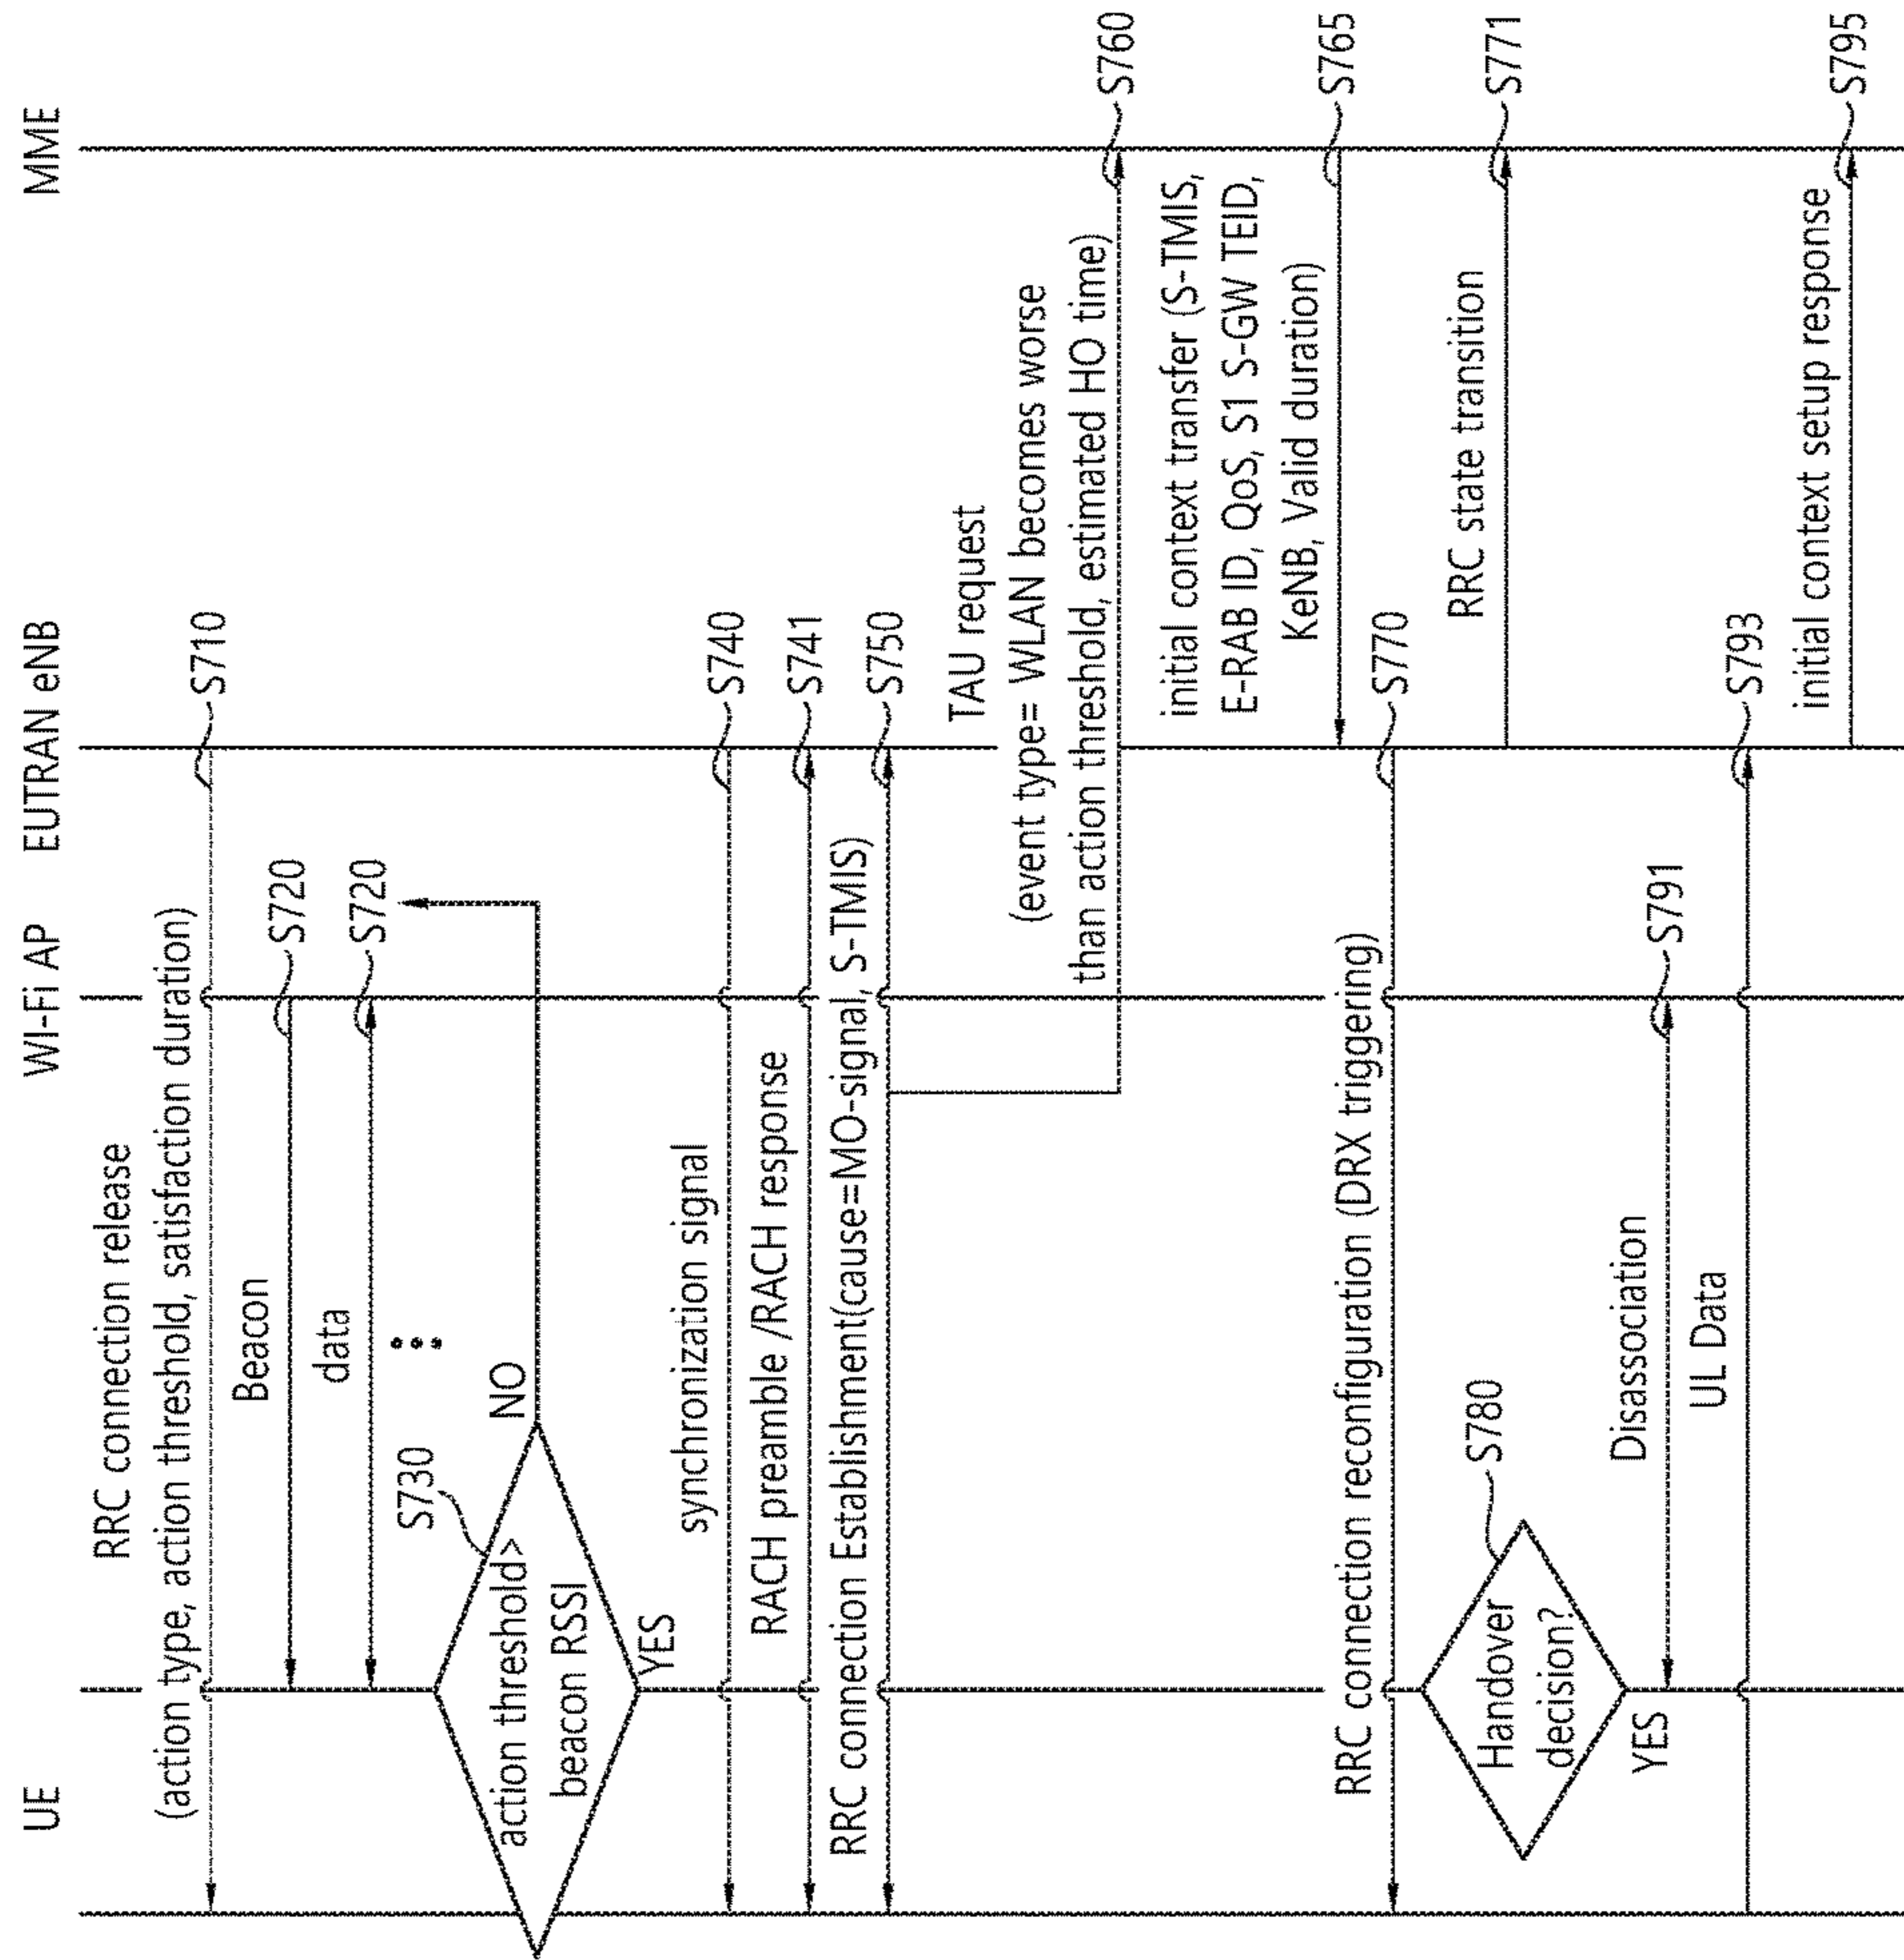 UE
WI-Fi AP
EUTRAN eNB
MME
RRC connection release
(action type, action threshold, satisfaction duration)
S710
Beacon
S720
data
S720
S730
action threshold>
beacon RSSI
NO
YES
synchronization signal
S740
RACH preamble /RACH response
S741
RRC connection Establishment(cause=MO-signal, S-TMIS)
S750
TAU request
(event type= WLAN becomes worse
than action threshold, estimated HO time)
S760
initial context transfer (S-TMIS,
E-RAB ID, QoS, S1 S-GW TEID,
KeNB, Valid duration)
S765
RRC connection reconfiguration (DRX triggering)
S770
RRC state transition
S771
Handover
decision?
S780
YES
Disassociation
S791
UL Data
S793
initial context setup response
S795